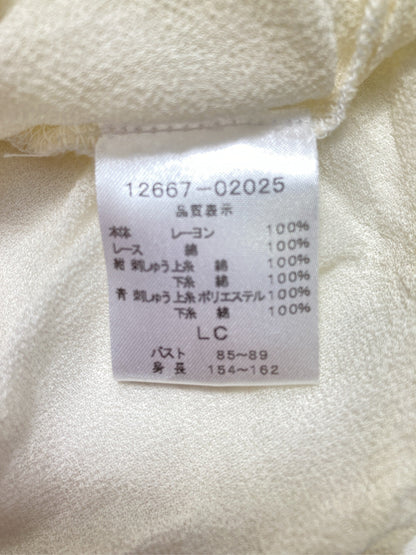 12667-02025
品質表示
本体 レーヨン 100%
レース 綿 100%
紺 刺しゅう上糸 綿 100%
下糸 綿 100%
青 刺しゅう上糸 ポリエステル 100%
下糸 綿 100%
LC
バスト 85~89
身長 154~162